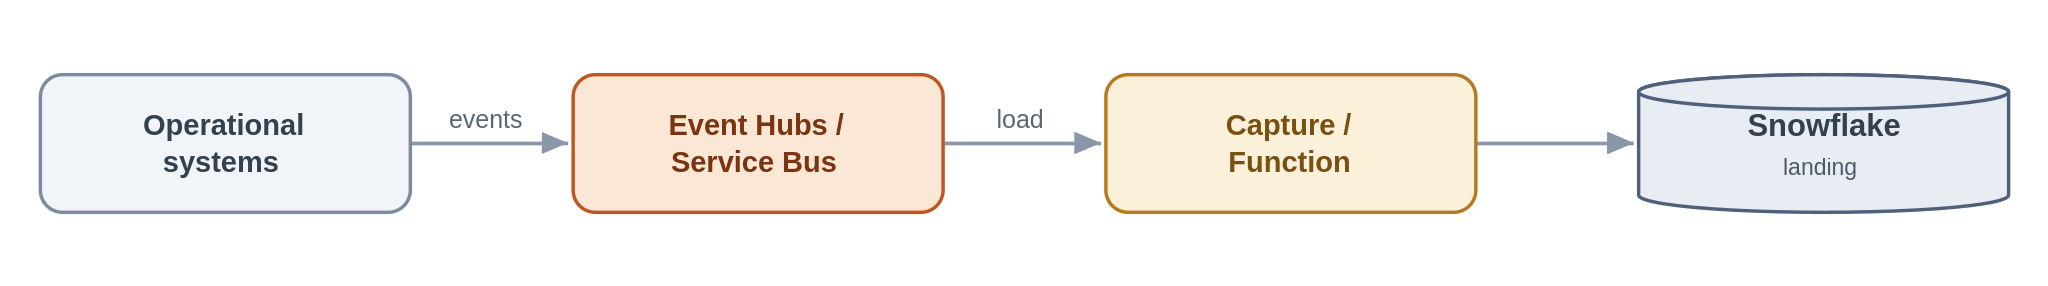 Operational
systems
events
Event Hubs /
Service Bus
load
Capture /
Function
Snowflake
landing